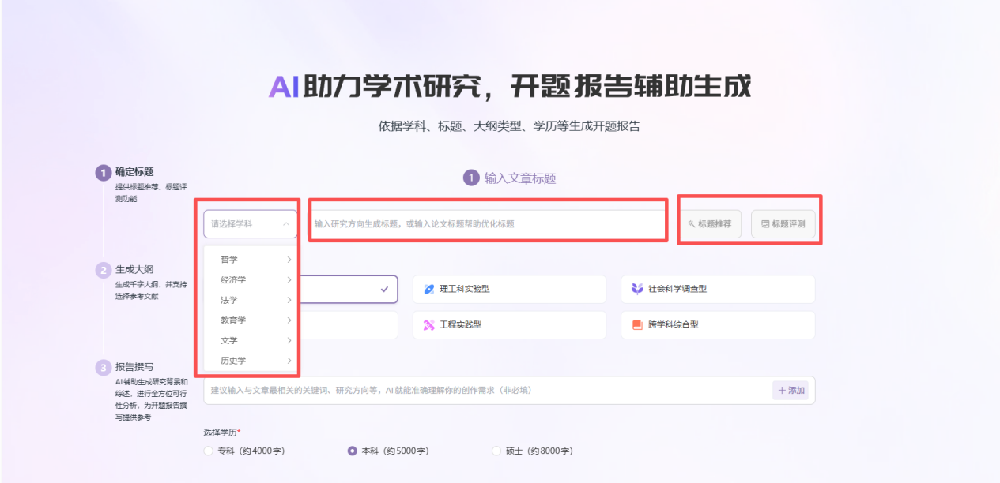 AI助力学术研究，开题报告辅助生成
依据学科、标题、大纲类型、学历等生成开题报告
1 确定标题
提供标题推荐、标题评
测功能
1 输入文章标题
请选择学科
输入研究方向生成标题，或输入论文标题帮助优化标题
标题推荐
标题评测
哲学
经济学
法学
教育学
文学
历史学
2 生成大纲
生成千字大纲，并支持
选择参考文献
理工科实验型
社会科学调查型
工程实践型
跨学科综合型
3 报告撰写
AI辅助生成研究背景和
综述，进行全方位可行
性分析，为开题报告撰
写提供参考
建议输入与文章最相关的关键词、研究方向等，AI就能准确理解你的创作需求（非必填）
＋添加
选择学历*
专科（约4000字）
本科（约5000字）
硕士（约8000字）